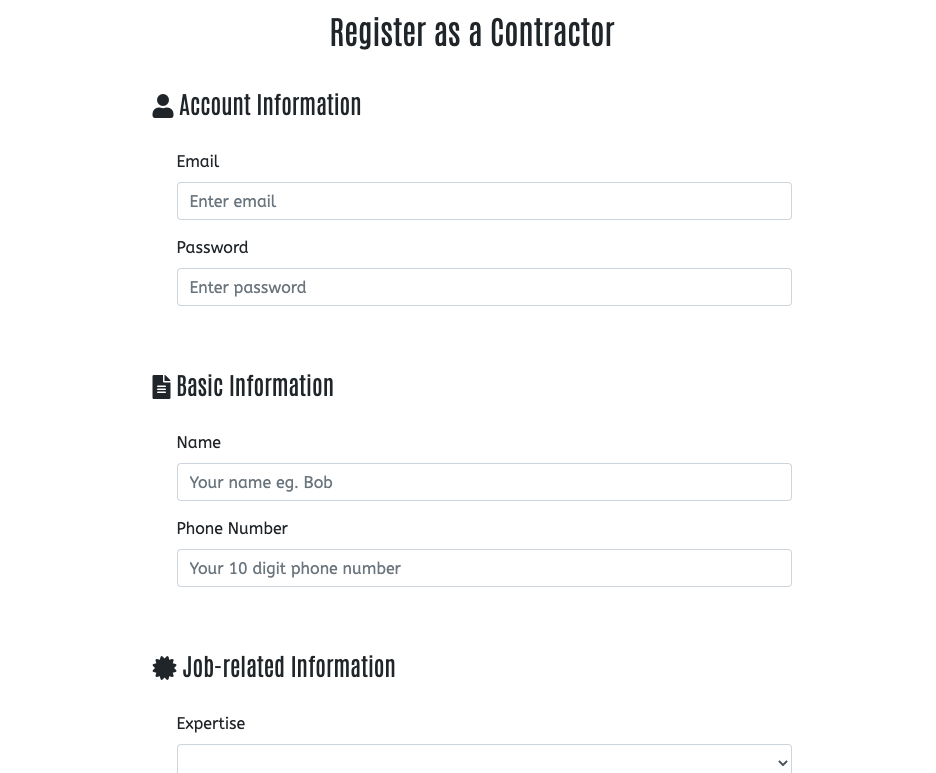 Register as a Contractor
Account Information
Email
Enter email
Password
Enter password
Basic Information
Name
Your name eg. Bob
Phone Number
Your 10 digit phone number
Job-related Information
Expertise